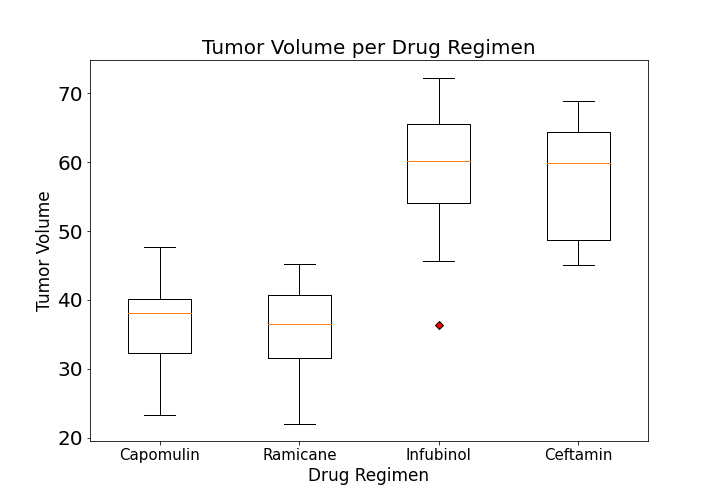 Tumor Volume per Drug Regimen
Tumor Volume
70
60
50
40
30
20
Capomulin Ramicane Infubinol Ceftamin
Drug Regimen